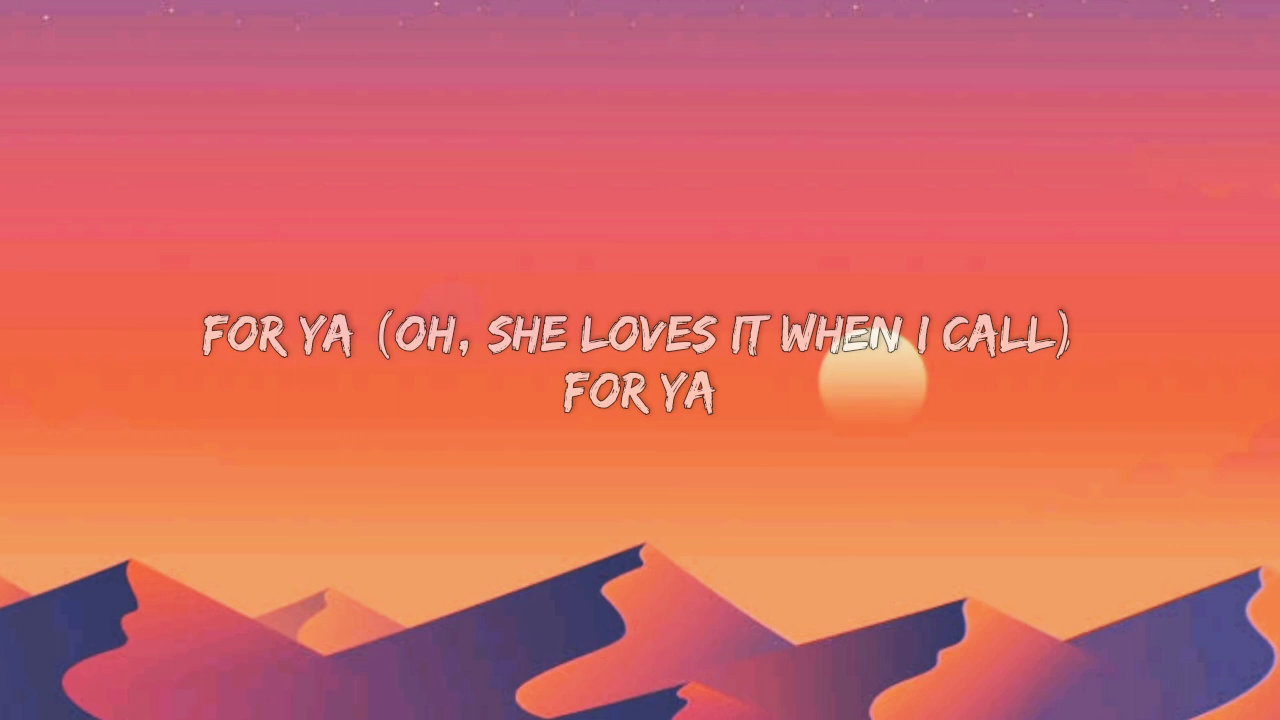 FOR YA (OH, SHE LOVES IT WHEN I CALL)
FOR YA